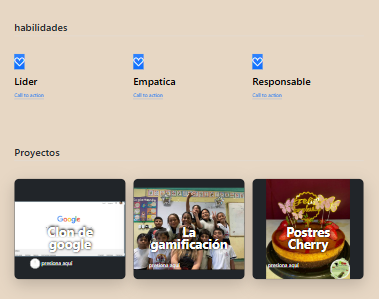 habilidades
Lider Empatica Responsable
Call to action Call to action Call to action
Proyectos
Google
Clon de google
presiona aquí
La gamificación
presiona aquí
Postres Cherry
presiona aquí